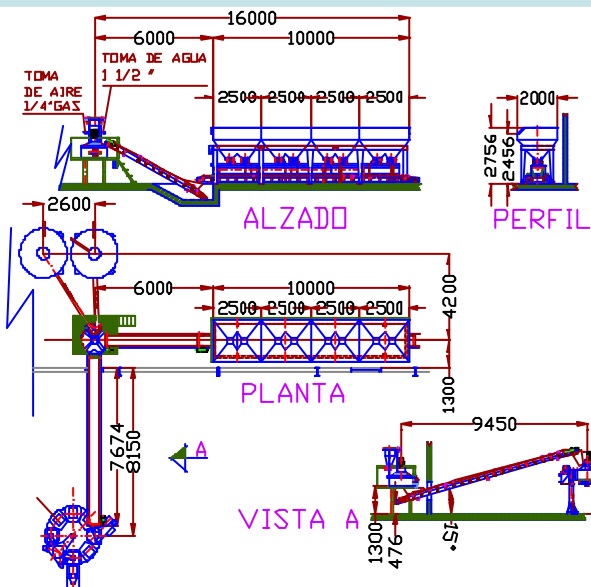 16000
6000
10000
TOMA DE AGUA
1 1/2 "
TOMA
DE AIRE
1/4"GAS
2500
2500
2500
2500
2000
2756
2456
ALZADO
PERFIL
2600
6000
10000
2500
2500
2500
2500
4200
1300
PLANTA
7674
8150
A
9450
VISTA A
1300
476
15°